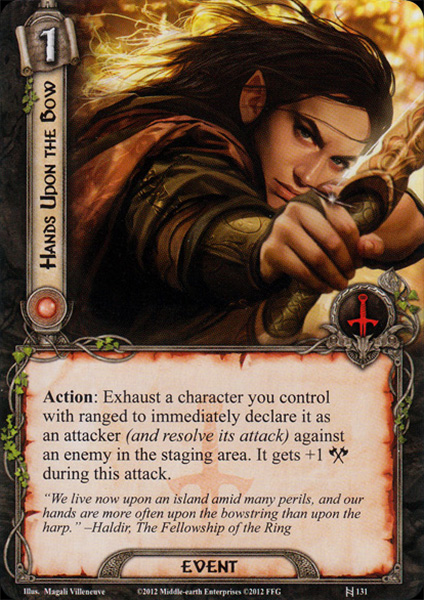 1
HANDS UPON THE BOW
Action: Exhaust a character you control
with ranged to immediately declare it as
an attacker (and resolve its attack) against
an enemy in the staging area. It gets +1
during this attack.
“We live now upon an island amid many perils, and our
hands are more often upon the bowstring than upon the
harp.” –Haldir, The Fellowship of the Ring
EVENT
Illus. Magali Villeneuve ©2012 Middle-earth Enterprises ©2012 FFG 131